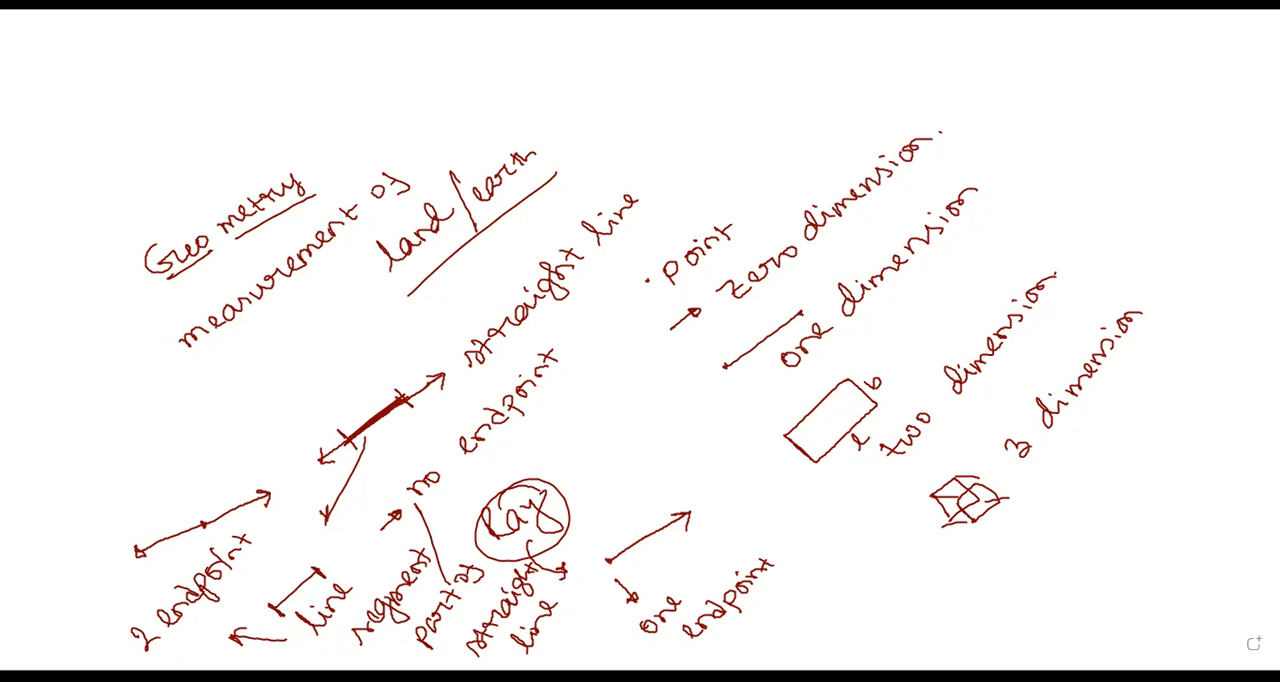 Geo metry
measurement of
land/earth
straight line
no endpoint
line segment
part of
straight
line
2 endpoint
Ray
one
endpoint
. point
zero dimension.
one dimension
l b
two dimension
3 dimension